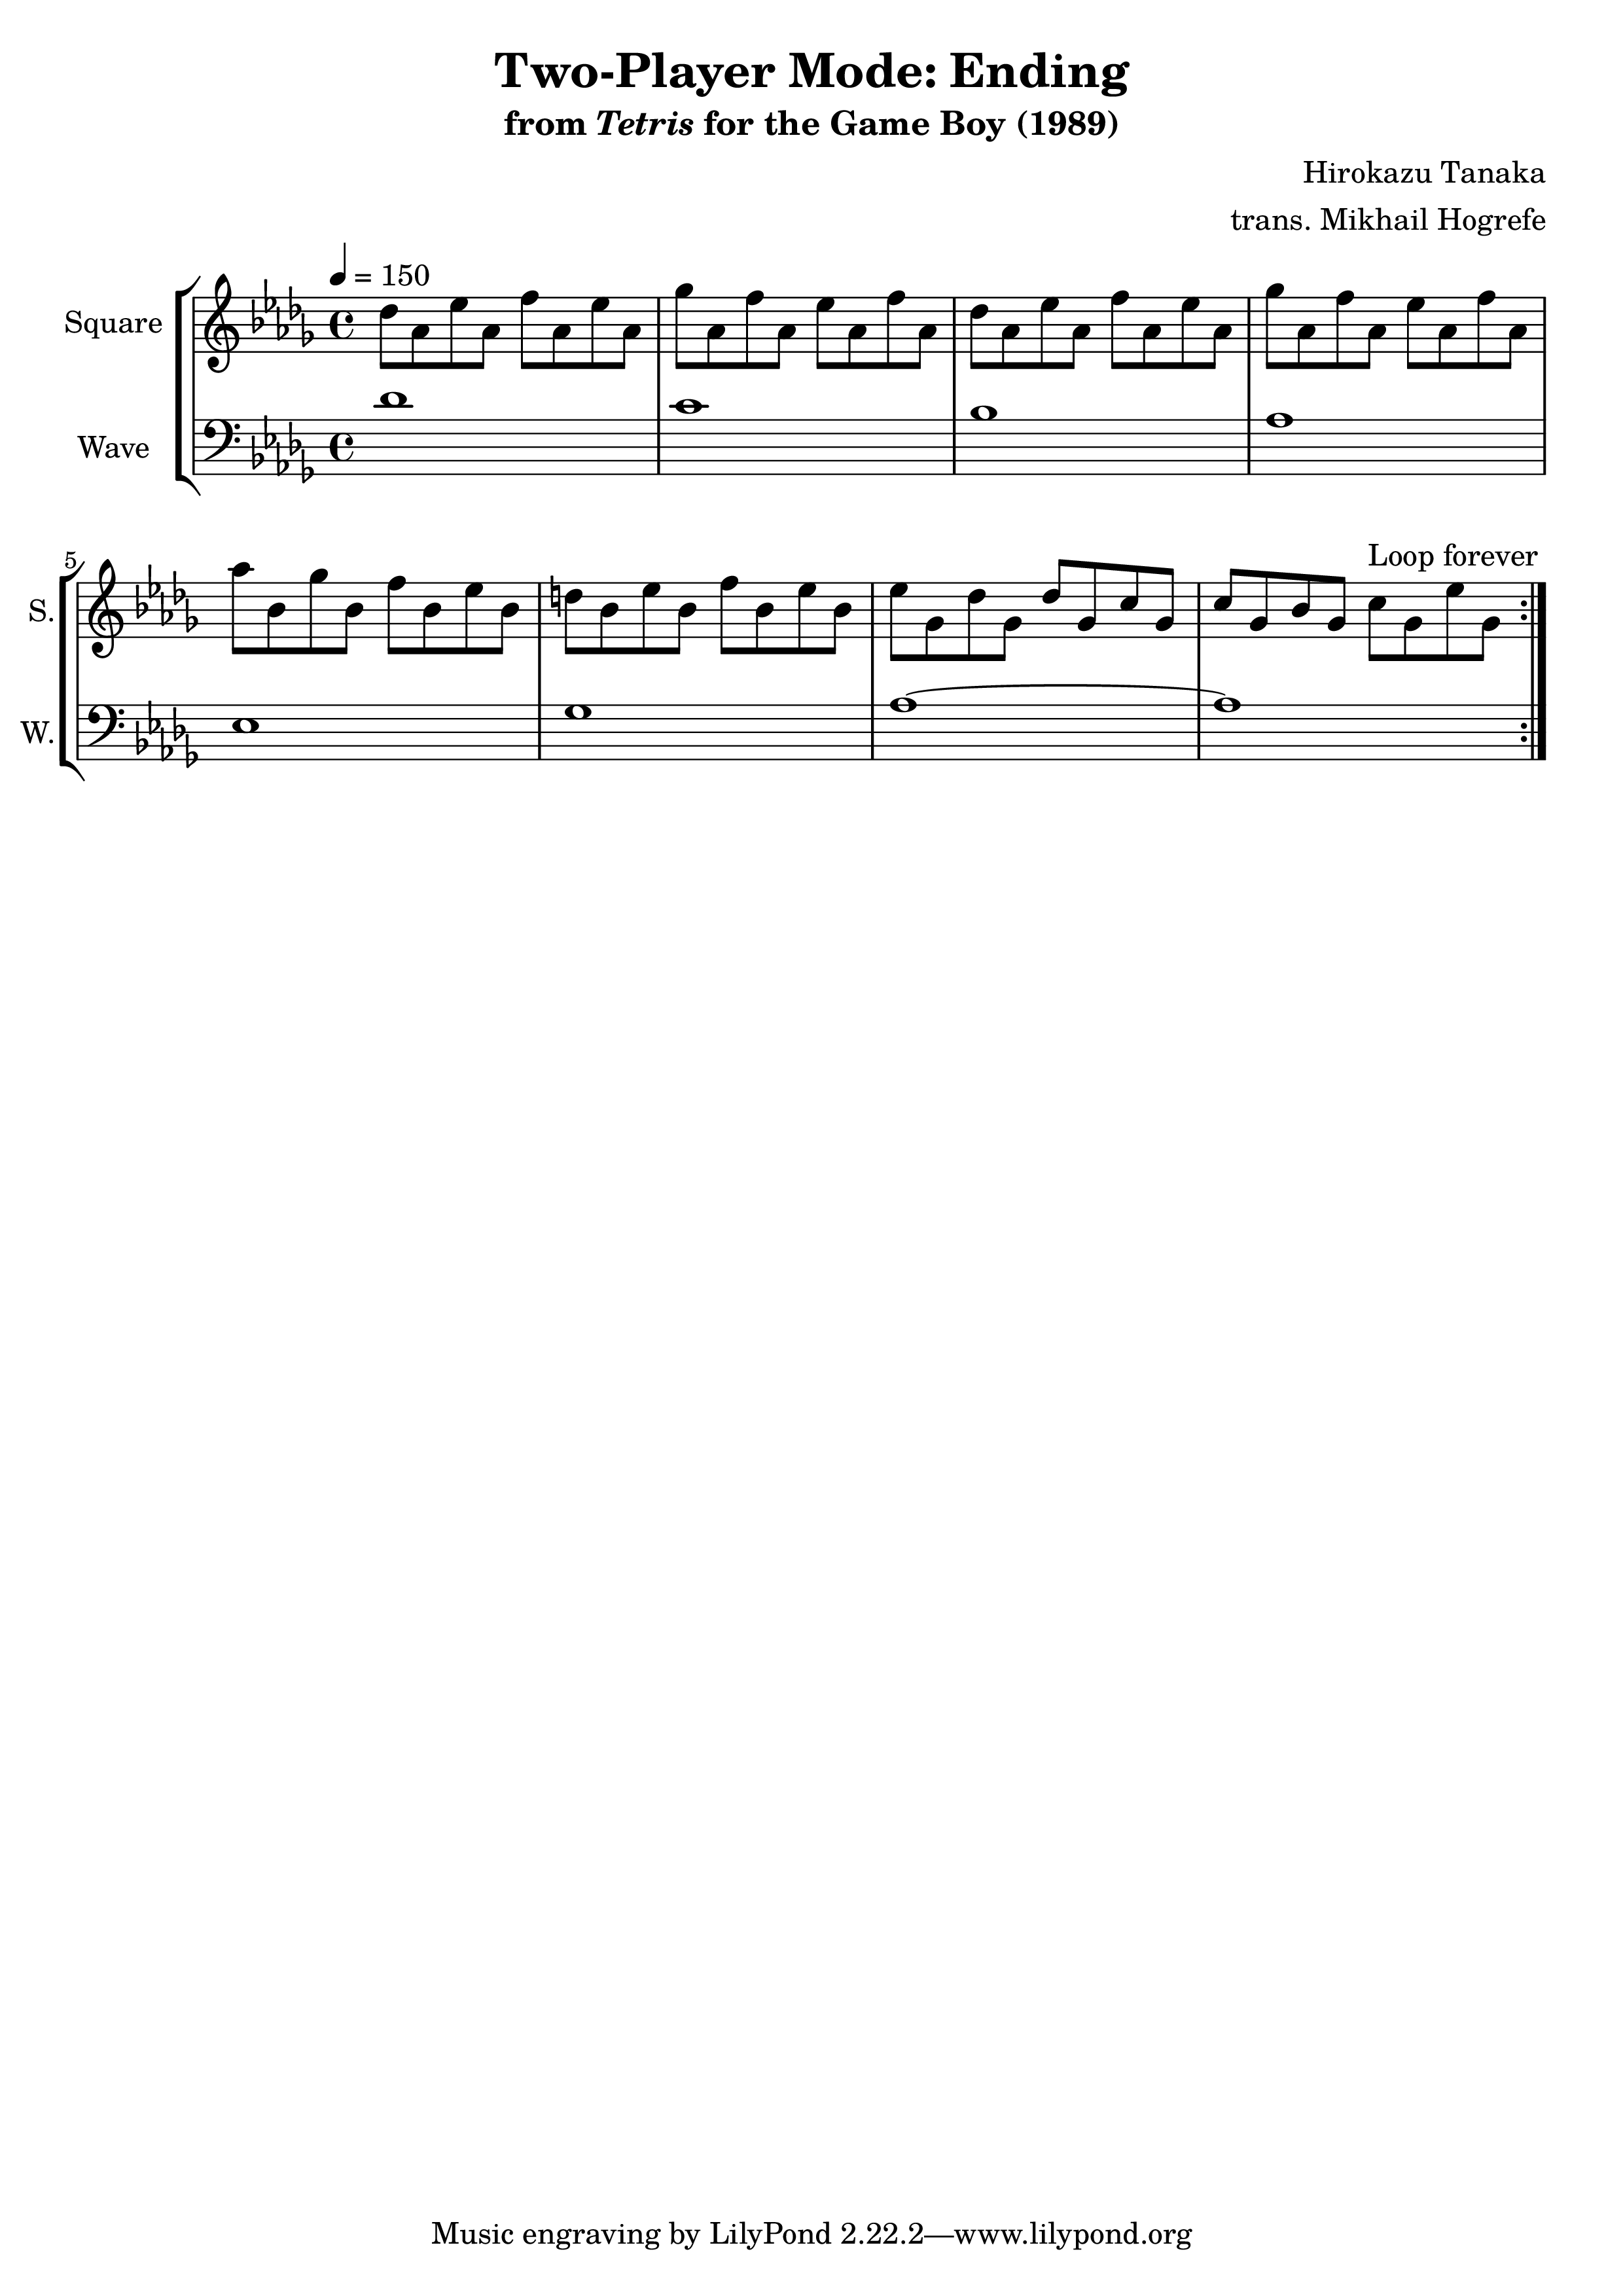 Two-Player Mode: Ending
from Tetris for the Game Boy (1989)
Hirokazu Tanaka
trans. Mikhail Hogrefe
= 150
Square
Wave
5
Loop forever
S.
W.
Music engraving by LilyPond 2.22.2—www.lilypond.org